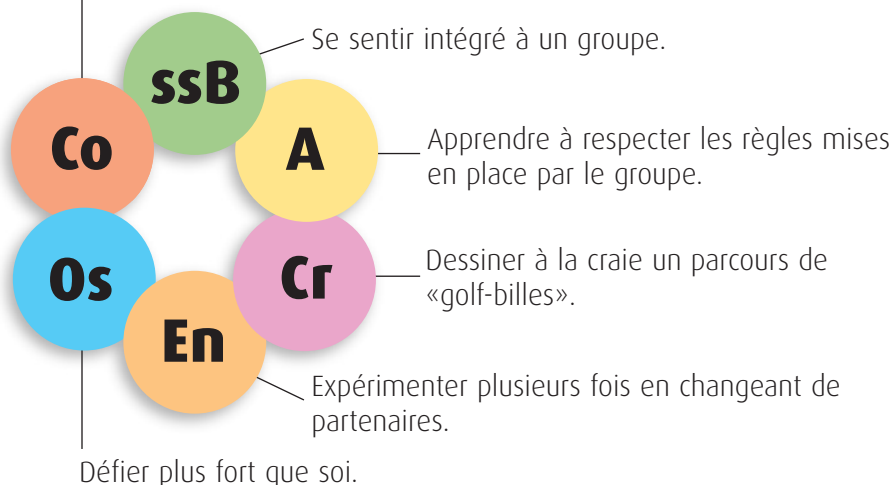 ssB
Se sentir intégré à un groupe.
Co
A
Apprendre à respecter les règles mises
en place par le groupe.
Os
Cr
Dessiner à la craie un parcours de
«golf-billes».
En
Expérimenter plusieurs fois en changeant de
partenaires.
Défier plus fort que soi.